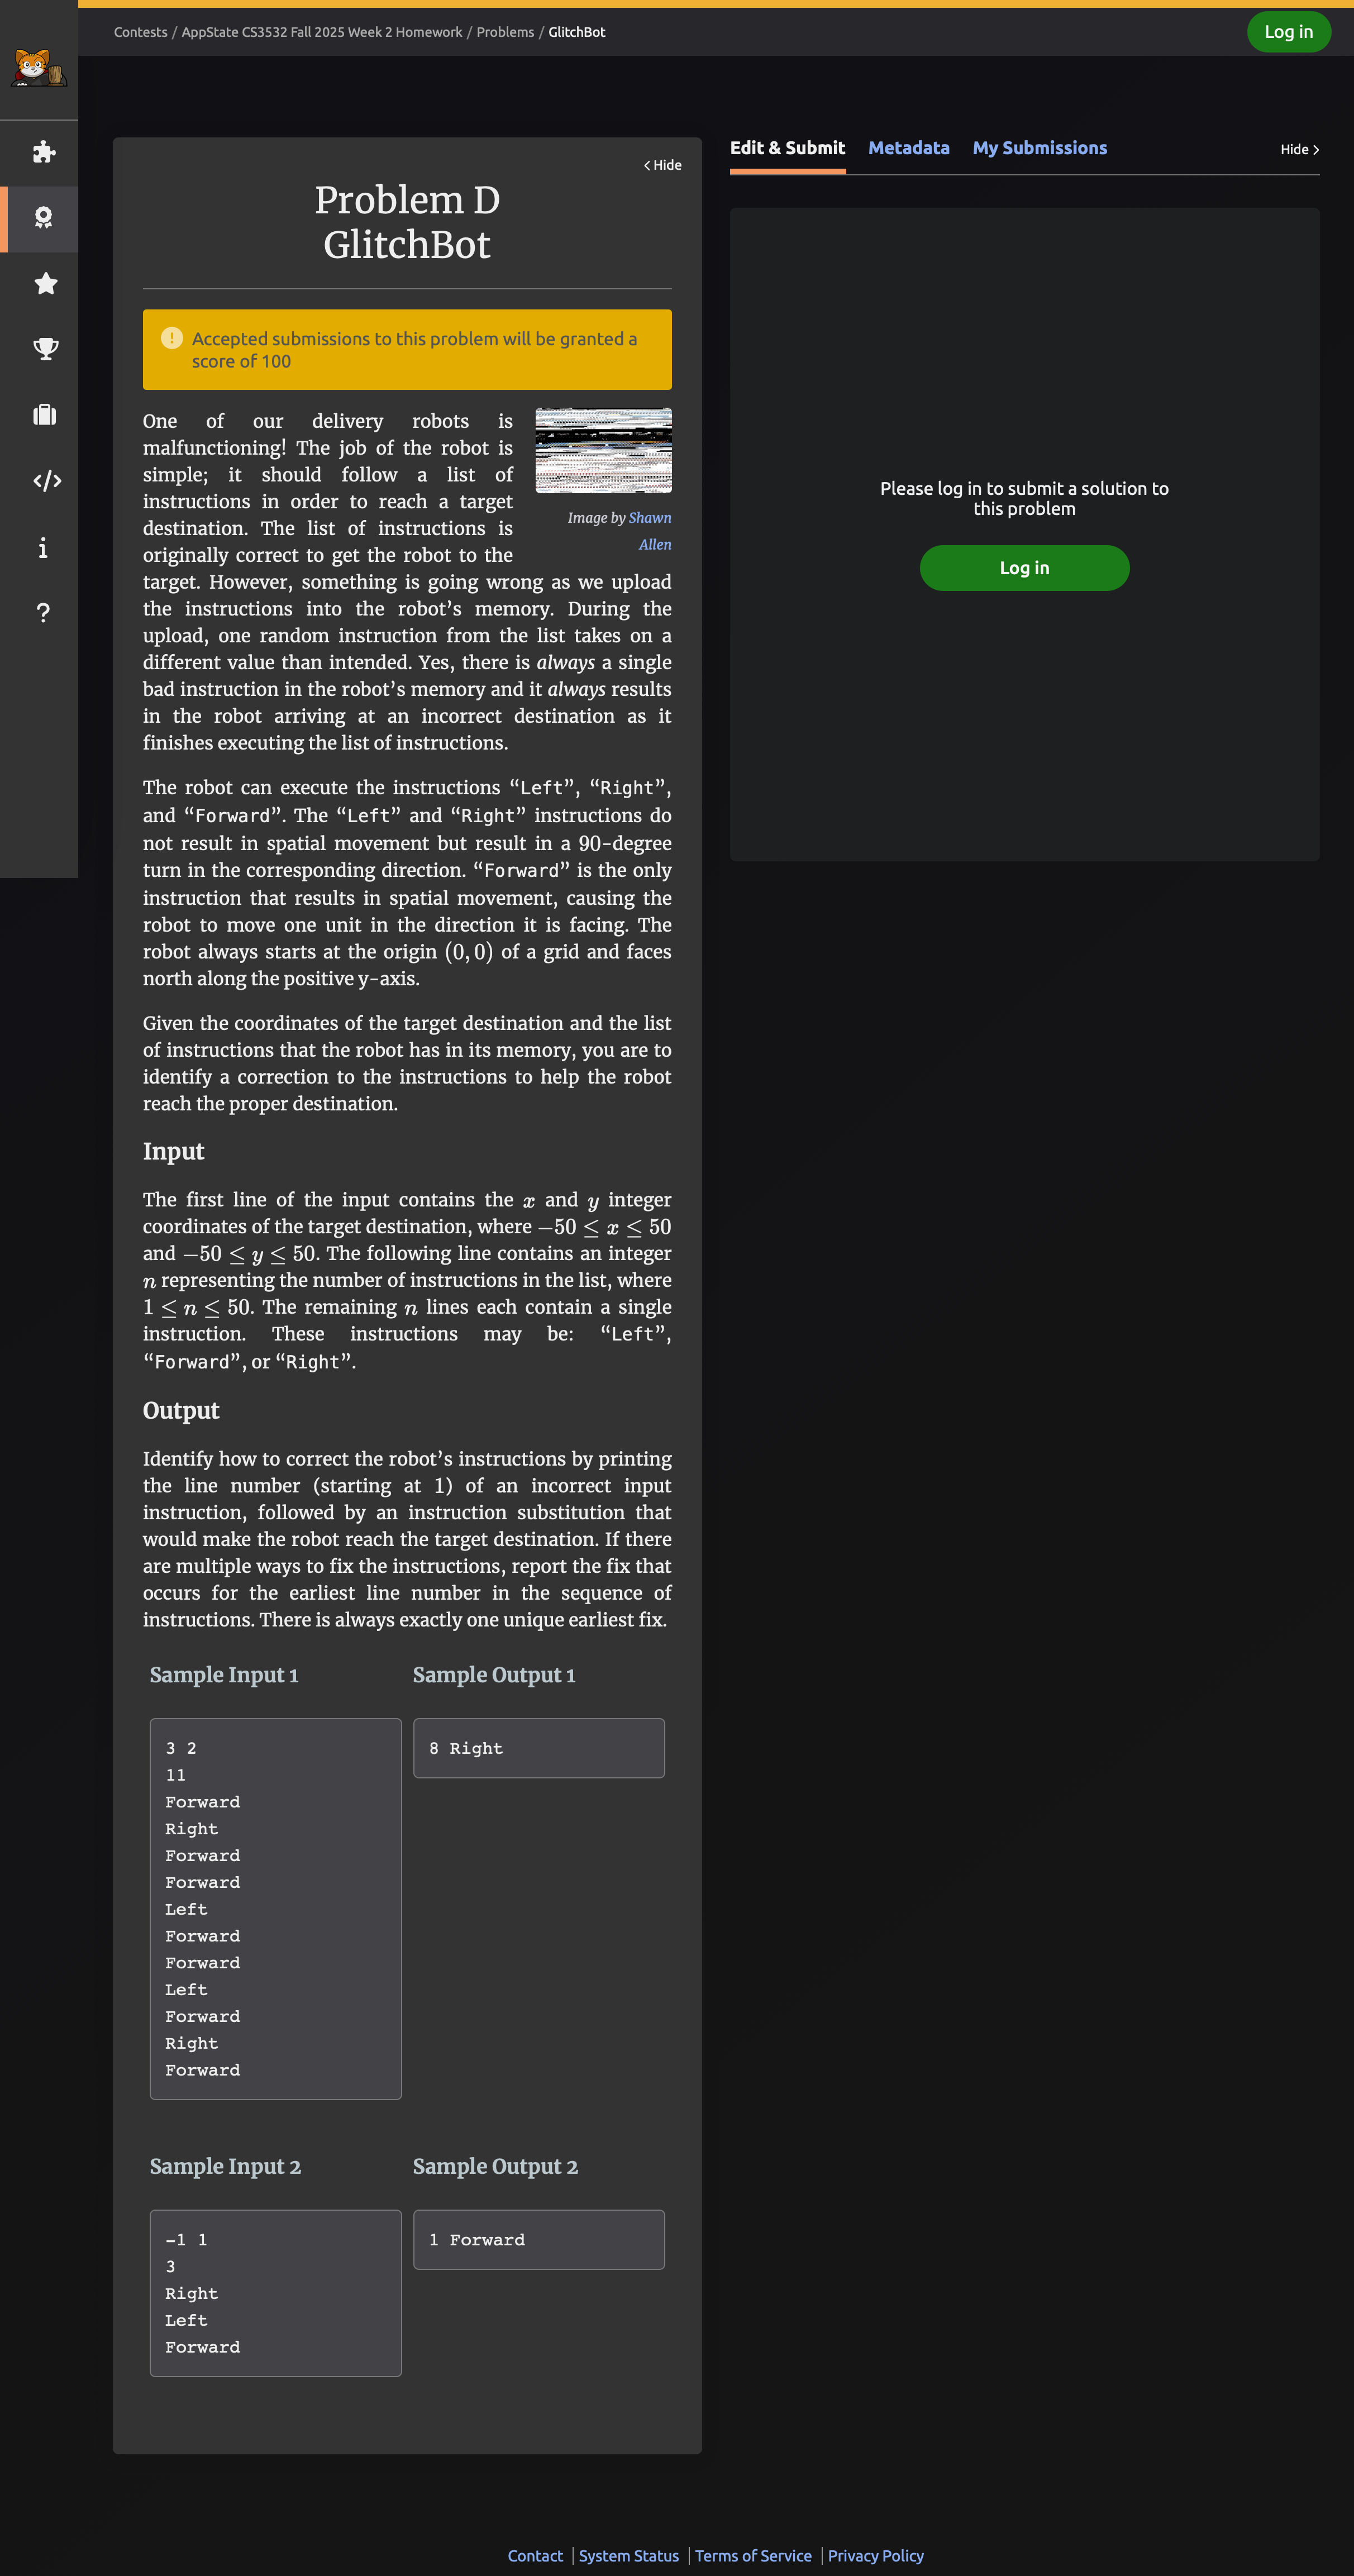 Contests / AppState CS3532 Fall 2025 Week 2 Homework / Problems / GlitchBot
Log in
Hide
Problem D
GlitchBot
Accepted submissions to this problem will be granted a
score of 100
One of our delivery robots is
malfunctioning! The job of the robot is
simple; it should follow a list of
instructions in order to reach a target
destination. The list of instructions is
originally correct to get the robot to the
target. However, something is going wrong as we upload
the instructions into the robot’s memory. During the
upload, one random instruction from the list takes on a
different value than intended. Yes, there is always a single
bad instruction in the robot’s memory and it always results
in the robot arriving at an incorrect destination as it
finishes executing the list of instructions.
Image by Shawn
Allen
The robot can execute the instructions “Left”, “Right”,
and “Forward”. The “Left” and “Right” instructions do
not result in spatial movement but result in a 90-degree
turn in the corresponding direction. “Forward” is the only
instruction that results in spatial movement, causing the
robot to move one unit in the direction it is facing. The
robot always starts at the origin (0, 0) of a grid and faces
north along the positive y-axis.
Given the coordinates of the target destination and the list
of instructions that the robot has in its memory, you are to
identify a correction to the instructions to help the robot
reach the proper destination.
Input
The first line of the input contains the x and y integer
coordinates of the target destination, where −50 ≤ x ≤ 50
and −50 ≤ y ≤ 50. The following line contains an integer
n representing the number of instructions in the list, where
1 ≤ n ≤ 50. The remaining n lines each contain a single
instruction. These instructions may be: “Left”,
“Forward”, or “Right”.
Output
Identify how to correct the robot’s instructions by printing
the line number (starting at 1) of an incorrect input
instruction, followed by an instruction substitution that
would make the robot reach the target destination. If there
are multiple ways to fix the instructions, report the fix that
occurs for the earliest line number in the sequence of
instructions. There is always exactly one unique earliest fix.
Sample Input 1
3 2
11
Forward
Right
Forward
Forward
Left
Forward
Forward
Left
Forward
Right
Forward
Sample Output 1
8 Right
Sample Input 2
-1 1
3
Right
Left
Forward
Sample Output 2
1 Forward
Edit & Submit Metadata My Submissions
Hide
Please log in to submit a solution to
this problem
Log in
Contact | System Status | Terms of Service | Privacy Policy